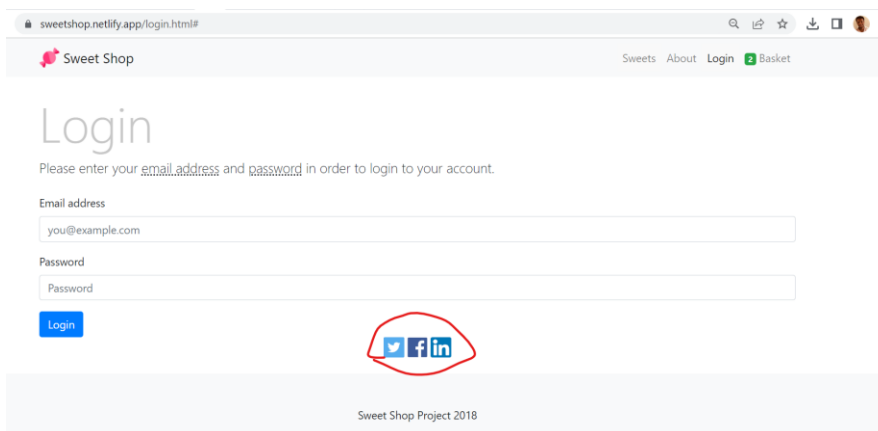 sweetshop.netlify.app/login.html#
Sweet Shop
Sweets About Login 2 Basket
Login
Please enter your email address and password in order to login to your account.
Email address
you@example.com
Password
Password
Login
f in
Sweet Shop Project 2018